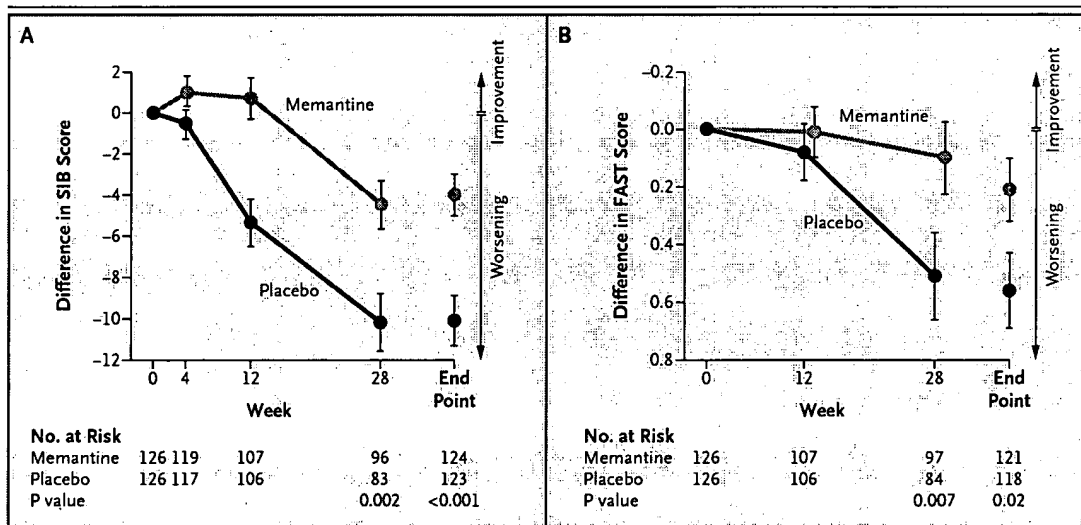 A
Difference in SIB Score
2
0
−2
−4
−6
−8
−10
−12
Memantine
Placebo
Improvement
Worsening
0 4 12 28 End Point
Week
No. at Risk
Memantine 126 119 107 96 124
Placebo 126 117 106 83 123
P value 0.002 <0.001
B
Difference in FAST Score
−0.2
0.0
0.2
0.4
0.6
0.8
Memantine
Placebo
Improvement
Worsening
0 12 28 End Point
Week
No. at Risk
Memantine 126 107 97 121
Placebo 126 106 84 118
P value 0.007 0.02